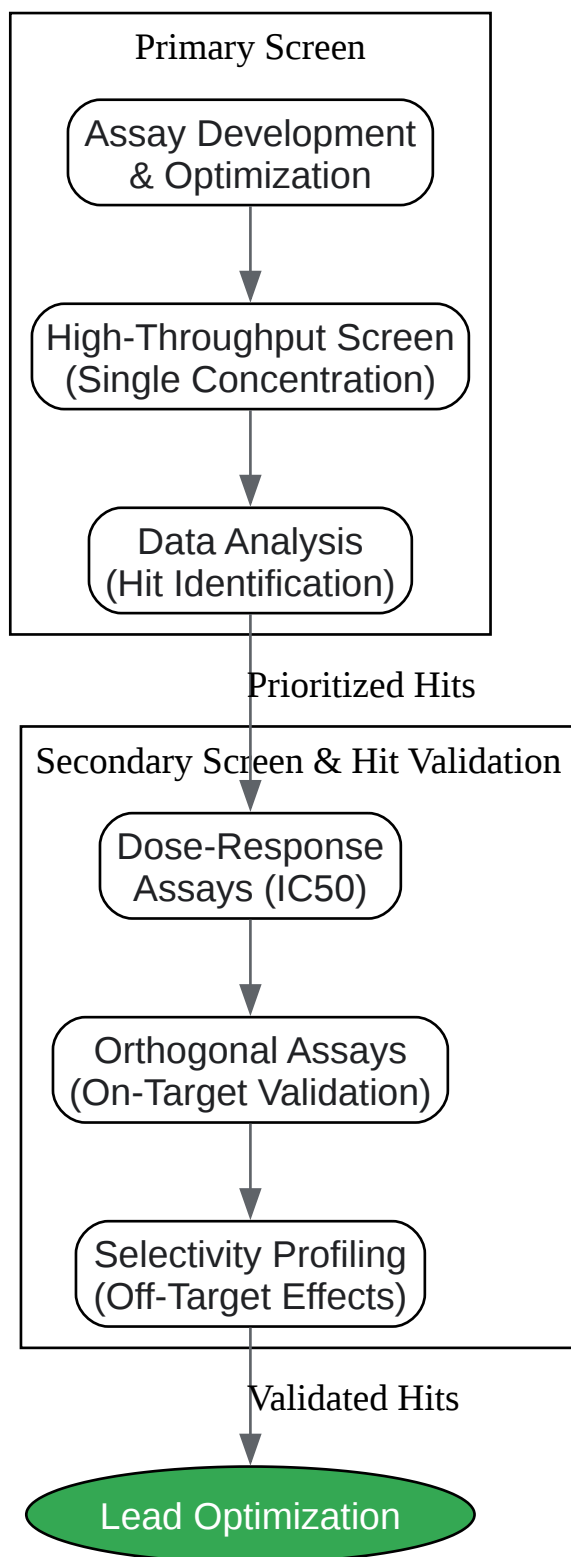 Primary Screen
Assay Development
& Optimization
High-Throughput Screen
(Single Concentration)
Data Analysis
(Hit Identification)
Prioritized Hits
Secondary Screen & Hit Validation
Dose-Response
Assays (IC50)
Orthogonal Assays
(On-Target Validation)
Selectivity Profiling
(Off-Target Effects)
Validated Hits
Lead Optimization